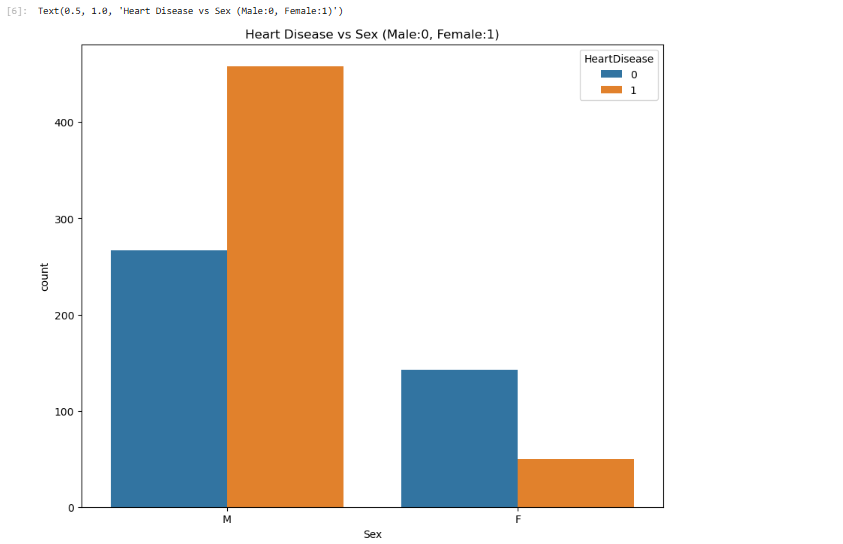 [6]: Text(0.5, 1.0, 'Heart Disease vs Sex (Male:0, Female:1)')
Heart Disease vs Sex (Male:0, Female:1)
HeartDisease
0
1
400
300
200
100
0
count
M F
Sex